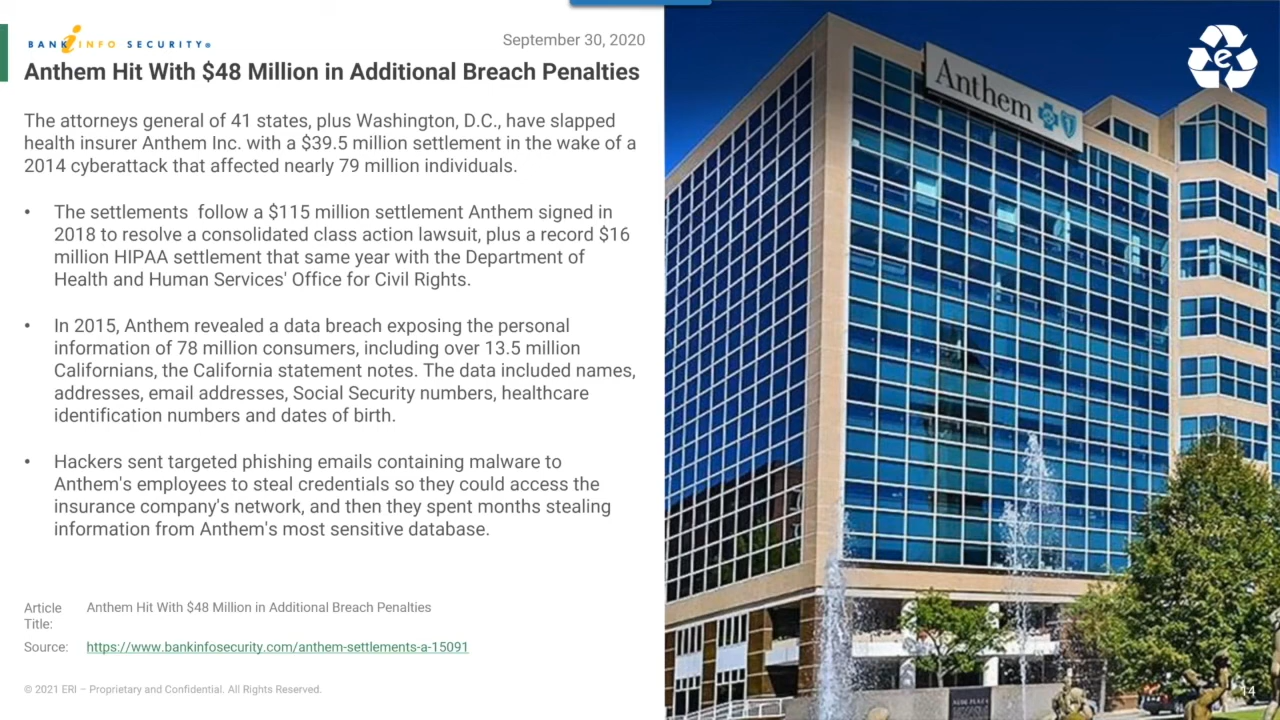 BANK INFO SECURITY
September 30, 2020
Anthem Hit With $48 Million in Additional Breach Penalties
The attorneys general of 41 states, plus Washington, D.C., have slapped
health insurer Anthem Inc. with a $39.5 million settlement in the wake of a
2014 cyberattack that affected nearly 79 million individuals.
• The settlements  follow a $115 million settlement Anthem signed in
2018 to resolve a consolidated class action lawsuit, plus a record $16
million HIPAA settlement that same year with the Department of
Health and Human Services' Office for Civil Rights.
• In 2015, Anthem revealed a data breach exposing the personal
information of 78 million consumers, including over 13.5 million
Californians, the California statement notes. The data included names,
addresses, email addresses, Social Security numbers, healthcare
identification numbers and dates of birth.
• Hackers sent targeted phishing emails containing malware to
Anthem's employees to steal credentials so they could access the
insurance company's network, and then they spent months stealing
information from Anthem's most sensitive database.
Article Anthem Hit With $48 Million in Additional Breach Penalties
Title:
Source: https://www.bankinfosecurity.com/anthem-settlements-a-15091
© 2021 ERI – Proprietary and Confidential. All Rights Reserved.
Anthem
e
14